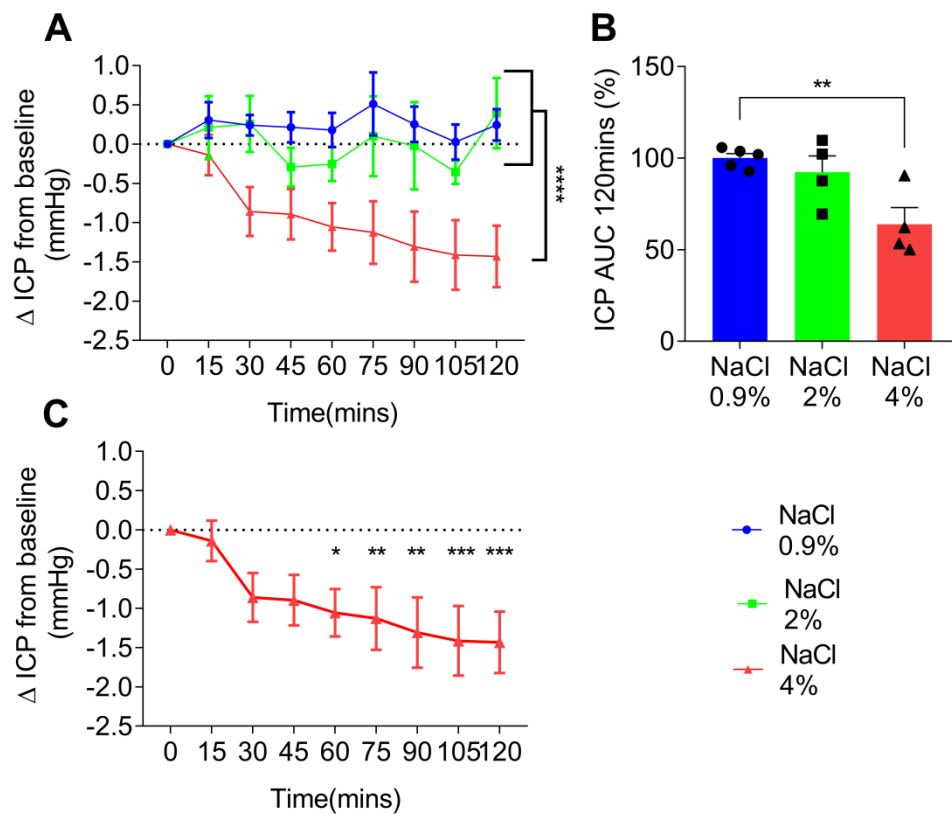 A
Δ ICP from baseline
(mmHg)
1.0
0.5
0.0
-0.5
-1.0
-1.5
-2.0
-2.5
0 15 30 45 60 75 90 105 120
Time(mins)
****
B
ICP AUC 120mins (%)
150
100
50
0
**
NaCl NaCl NaCl
0.9% 2% 4%
C
Δ ICP from baseline
(mmHg)
1.0
0.5
0.0
-0.5
-1.0
-1.5
-2.0
-2.5
* ** ** *** ***
0 15 30 45 60 75 90 105 120
Time(mins)
NaCl
0.9%
NaCl
2%
NaCl
4%